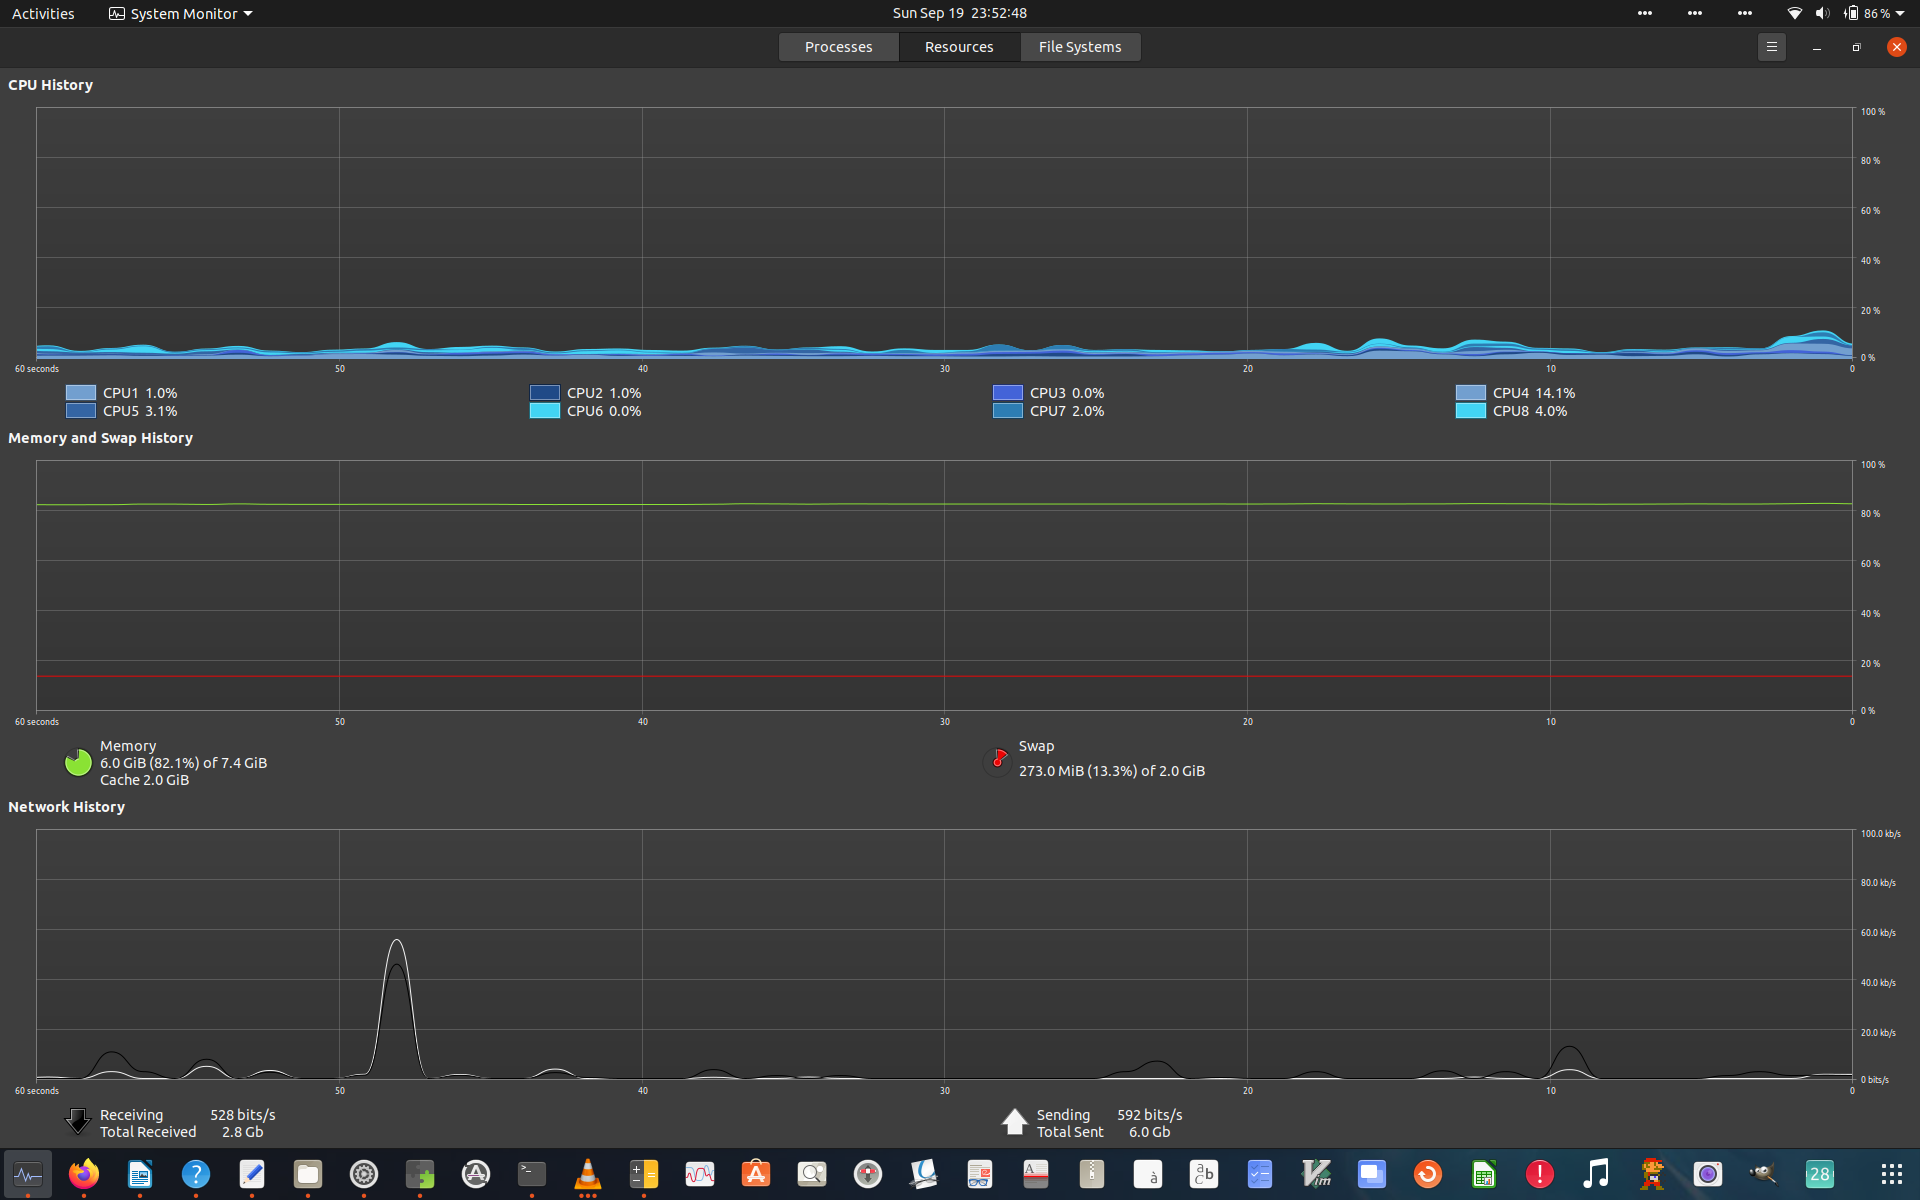 Activities System Monitor Sun Sep 19 23:52:48 86 %
Processes Resources File Systems
CPU History
100 %
80 %
60 %
40 %
20 %
0 %
60 seconds 50 40 30 20 10 0
CPU1 1.0% CPU2 1.0% CPU3 0.0% CPU4 14.1%
CPU5 3.1% CPU6 0.0% CPU7 2.0% CPU8 4.0%
Memory and Swap History
100 %
80 %
60 %
40 %
20 %
0 %
60 seconds 50 40 30 20 10 0
Memory
6.0 GiB (82.1%) of 7.4 GiB
Cache 2.0 GiB
Swap
273.0 MiB (13.3%) of 2.0 GiB
Network History
100.0 kb/s
80.0 kb/s
60.0 kb/s
40.0 kb/s
20.0 kb/s
0 bits/s
60 seconds 50 40 30 20 10 0
Receiving 528 bits/s Sending 592 bits/s
Total Received 2.8 Gb Total Sent 6.0 Gb
? >_ A à a b c Vim ! 28